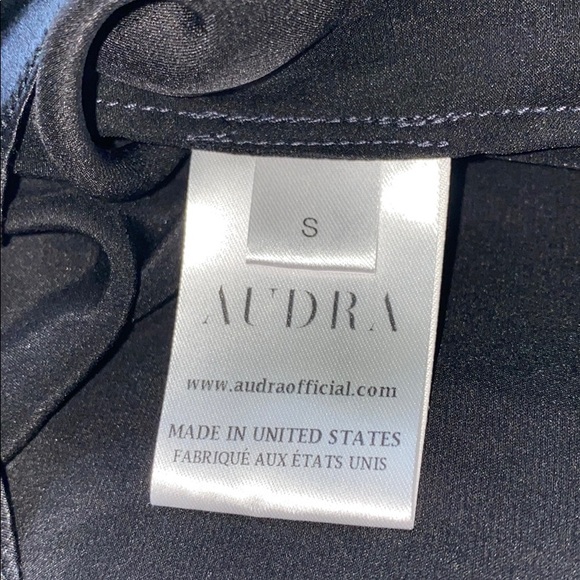 S
AUDRA
www.audraofficial.com
MADE IN UNITED STATES
FABRIQUÉ AUX ÉTATS UNIS